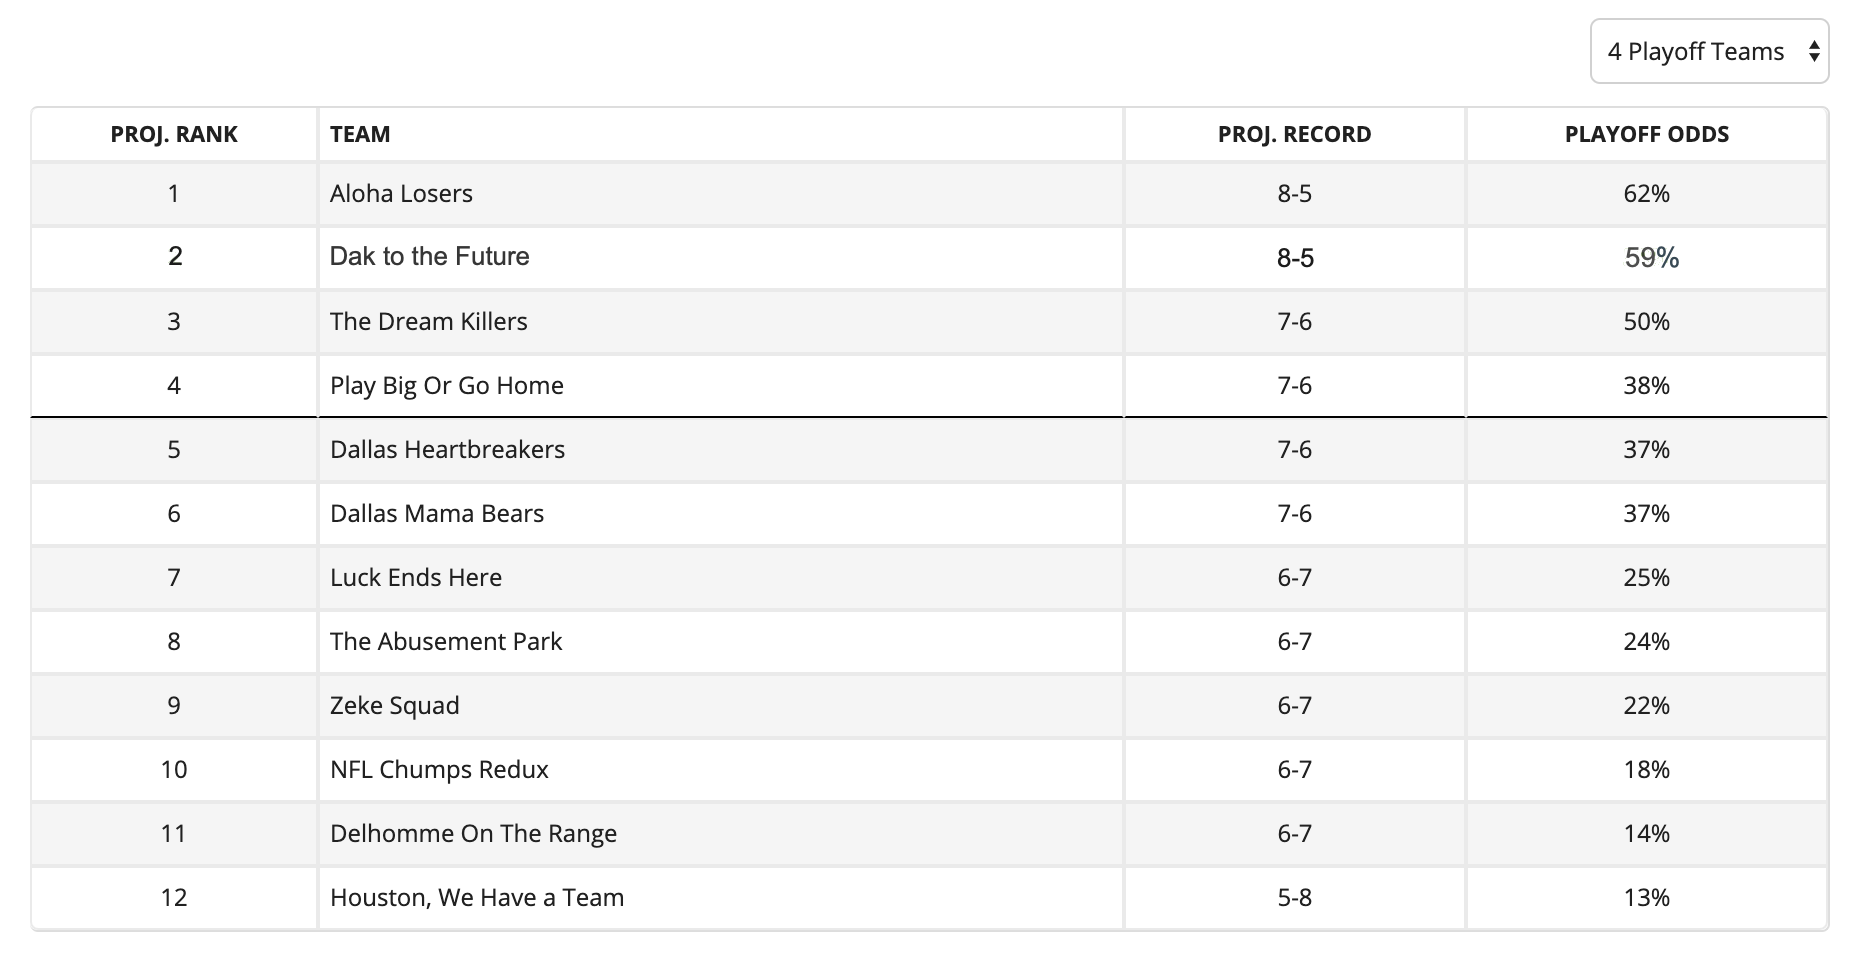 4 Playoff Teams
PROJ. RANK TEAM PROJ. RECORD PLAYOFF ODDS
1 Aloha Losers 8-5 62%
2 Dak to the Future 8-5 59%
3 The Dream Killers 7-6 50%
4 Play Big Or Go Home 7-6 38%
5 Dallas Heartbreakers 7-6 37%
6 Dallas Mama Bears 7-6 37%
7 Luck Ends Here 6-7 25%
8 The Abusement Park 6-7 24%
9 Zeke Squad 6-7 22%
10 NFL Chumps Redux 6-7 18%
11 Delhomme On The Range 6-7 14%
12 Houston, We Have a Team 5-8 13%